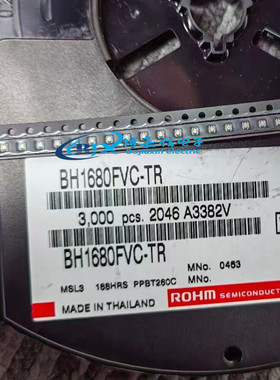 BH1680FVC-TR
3,000 pcs. 2046 A3382V
BH1680FVC-TR
MNo. 0463
MSL3 168HRS PPBT260C MNo.
MADE IN THAILAND ROHM SEMICONDUCT